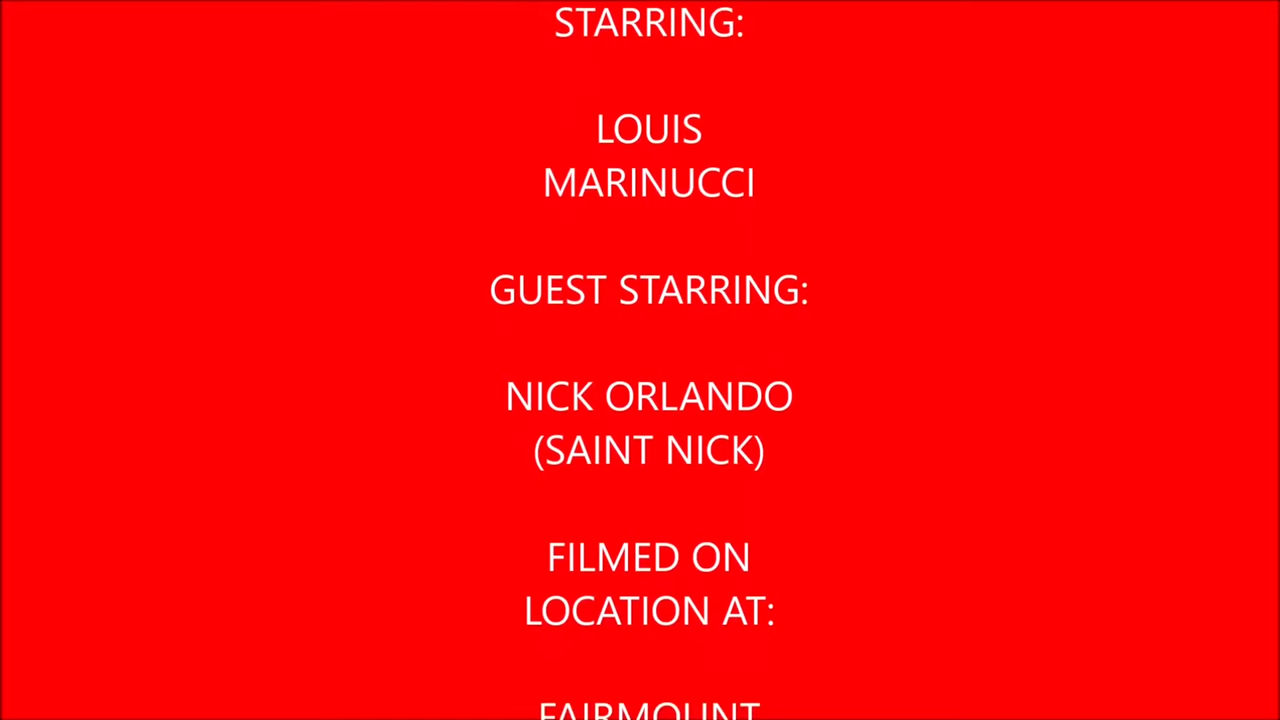 STARRING:
LOUIS
MARINUCCI
GUEST STARRING:
NICK ORLANDO
(SAINT NICK)
FILMED ON
LOCATION AT:
FAIRMOUNT